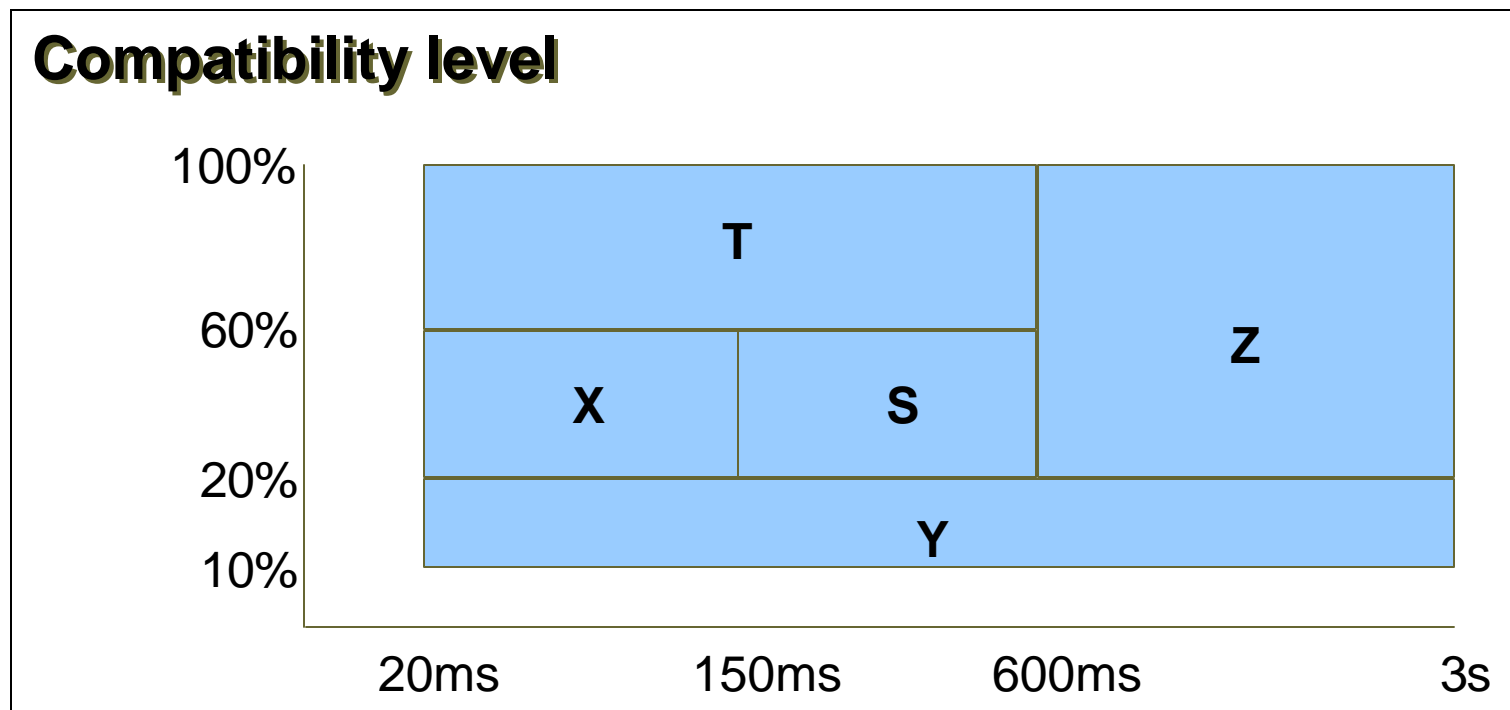 Compatibility level
100%
T
60%
Z
X S
20%
Y
10%
20ms 150ms 600ms 3s